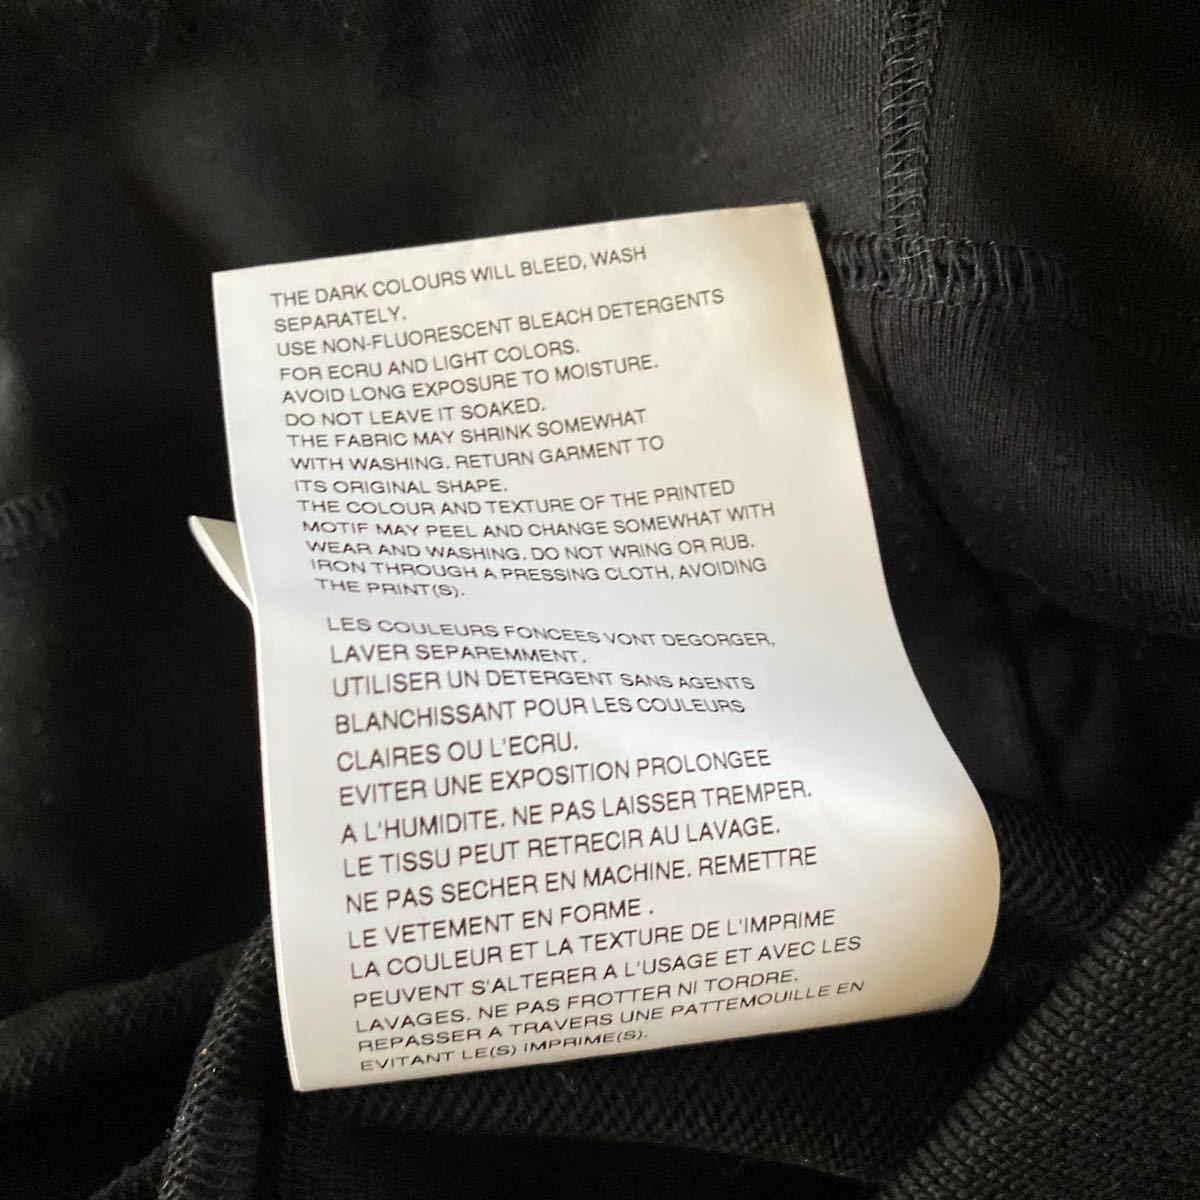 THE DARK COLOURS WILL BLEED, WASH
SEPARATELY.
USE NON-FLUORESCENT BLEACH DETERGENTS
FOR ECRU AND LIGHT COLORS.
AVOID LONG EXPOSURE TO MOISTURE.
DO NOT LEAVE IT SOAKED.
THE FABRIC MAY SHRINK SOMEWHAT
WITH WASHING. RETURN GARMENT TO
ITS ORIGINAL SHAPE.
THE COLOUR AND TEXTURE OF THE PRINTED
MOTIF MAY PEEL AND CHANGE SOMEWHAT WITH
WEAR AND WASHING. DO NOT WRING OR RUB.
IRON THROUGH A PRESSING CLOTH, AVOIDING
THE PRINT(S).
LES COULEURS FONCEES VONT DEGORGER,
LAVER SEPAREMMENT.
UTILISER UN DETERGENT SANS AGENTS
BLANCHISSANT POUR LES COULEURS
CLAIRES OU L'ECRU.
EVITER UNE EXPOSITION PROLONGEE
A L'HUMIDITE. NE PAS LAISSER TREMPER.
LE TISSU PEUT RETRECIR AU LAVAGE.
NE PAS SECHER EN MACHINE. REMETTRE
LE VETEMENT EN FORME .
LA COULEUR ET LA TEXTURE DE L'IMPRIME
PEUVENT S'ALTERER A L'USAGE ET AVEC LES
LAVAGES. NE PAS FROTTER NI TORDRE.
REPASSER A TRAVERS UNE PATTEMOUILLE EN
EVITANT LE(S) IMPRIME(S).